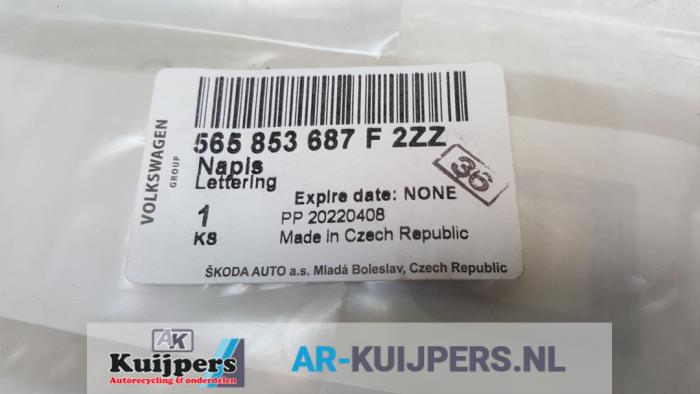 VOLKSWAGEN
GROUP
565 853 687 F 2ZZ
Napis
Lettering
36
Expire date: NONE
1
PP 20220408
KS
Made in Czech Republic
ŠKODA AUTO a.s. Mladá Boleslav, Czech Republic
AK
Kuijpers
Autorecycling & onderdelen
AR-KUIJPERS.NL